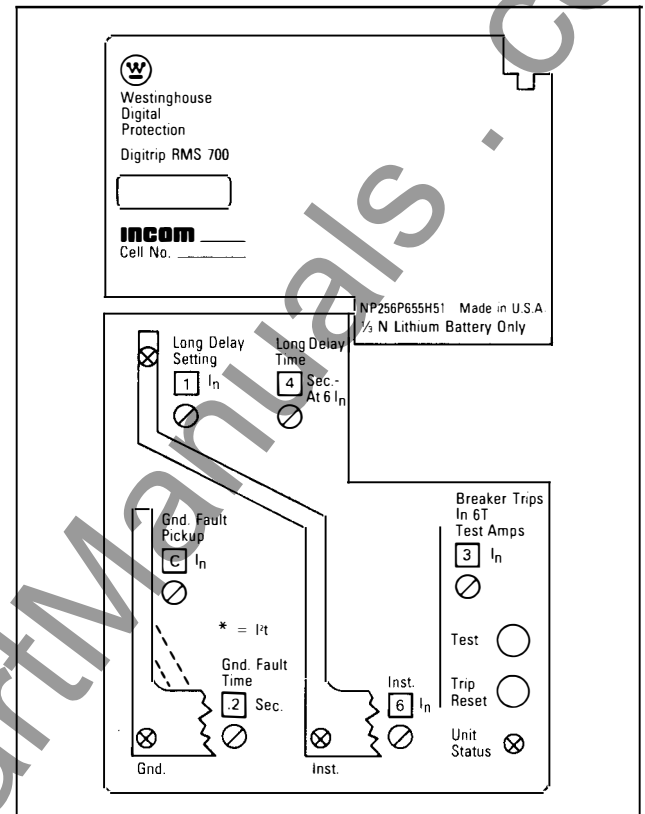 Westinghouse
Digital
Protection
Digitrip RMS 700
INCOM
Cell No.
NP256P655H51 Made in U.S.A.
⅓ N Lithium Battery Only
Long Delay
Setting
1 In
Long Delay
Time
4 Sec.-
At 6 In
Gnd. Fault
Pickup
C In
* = I²t
Gnd. Fault
Time
.2 Sec.
Inst.
6 In
Breaker Trips
In 6T
Test Amps
3 In
Test
Trip
Reset
Unit
Status
Gnd.
Inst.